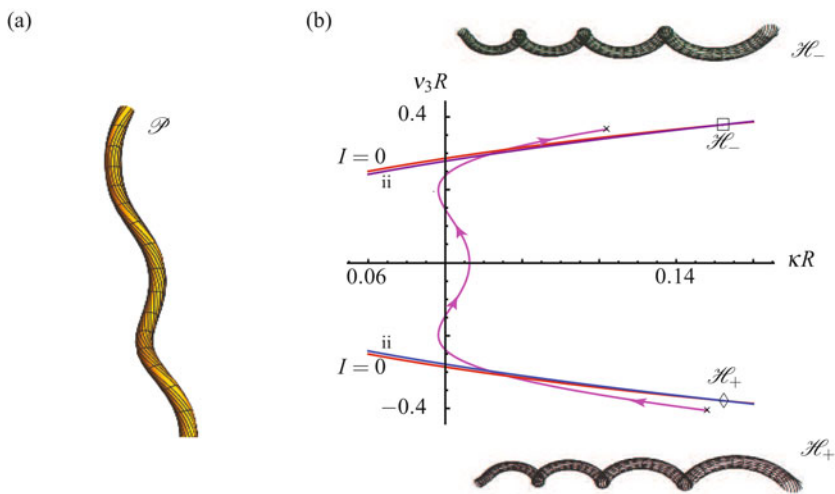 (a)
(b)
𝒫
ℋ₋
ν₃R
0.4
I = 0
ii
ℋ₋
0.06
0.14
κR
ii
I = 0
−0.4
ℋ₊
ℋ₊